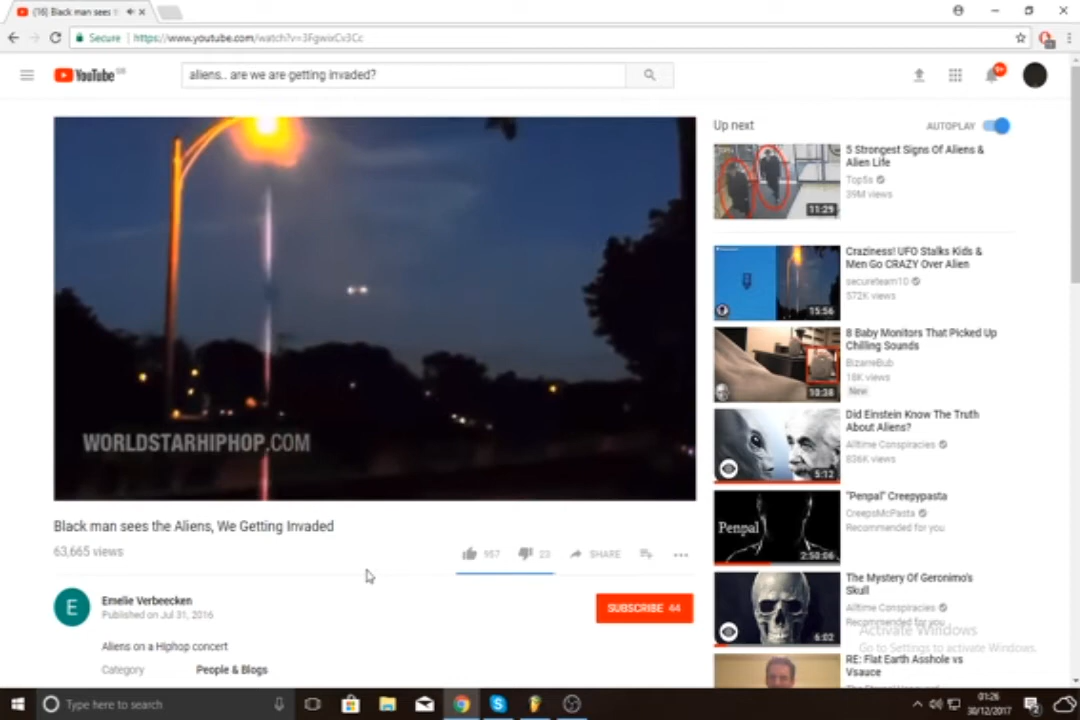 (16) Black man sees t
Secure
https://www.youtube.com/watch?v=3FgwixCx3Cc
YouTube GB
aliens.. are we are getting invaded?
9+
WORLDSTARHIPHOP.COM
Black man sees the Aliens, We Getting Invaded
63,665 views
957
23
SHARE
E
Emelie Verbeecken
Published on Jul 31, 2016
SUBSCRIBE 44
Aliens on a Hiphop concert
Category
People & Blogs
Up next
AUTOPLAY
11:29
5 Strongest Signs Of Aliens &
Alien Life
Top5s
39M views
15:56
Craziness! UFO Stalks Kids &
Men Go CRAZY Over Alien
secureteam10
572K views
10:28
8 Baby Monitors That Picked Up
Chilling Sounds
BizarreBub
18K views
New
5:12
Did Einstein Know The Truth
About Aliens?
Alltime Conspiracies
836K views
Penpal
2:50:06
"Penpal" Creepypasta
CreepsMcPasta
Recommended for you
6:02
The Mystery Of Geronimo's
Skull
Alltime Conspiracies
Recommended for you
Activate Windows
Go to Settings to activate Windows.
RE: Flat Earth Asshole vs
Vsauce
Type here to search
01:26
30/12/2017
2